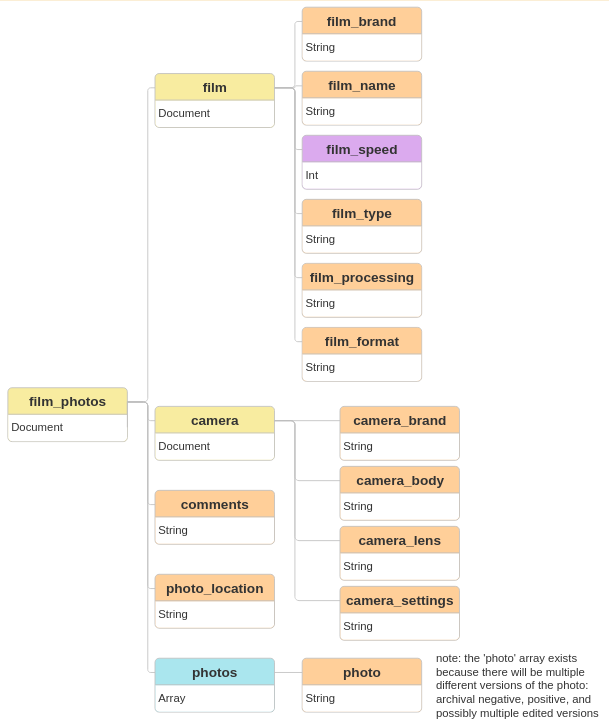 film_brand
String
film_name
String
film
Document
film_speed
Int
film_type
String
film_processing
String
film_format
String
film_photos
Document
camera
Document
camera_brand
String
camera_body
String
comments
String
camera_lens
String
photo_location
String
camera_settings
String
photos
Array
photo
String
note: the 'photo' array exists
because there will be multiple
different versions of the photo:
archival negative, positive, and
possibly multiple edited versions